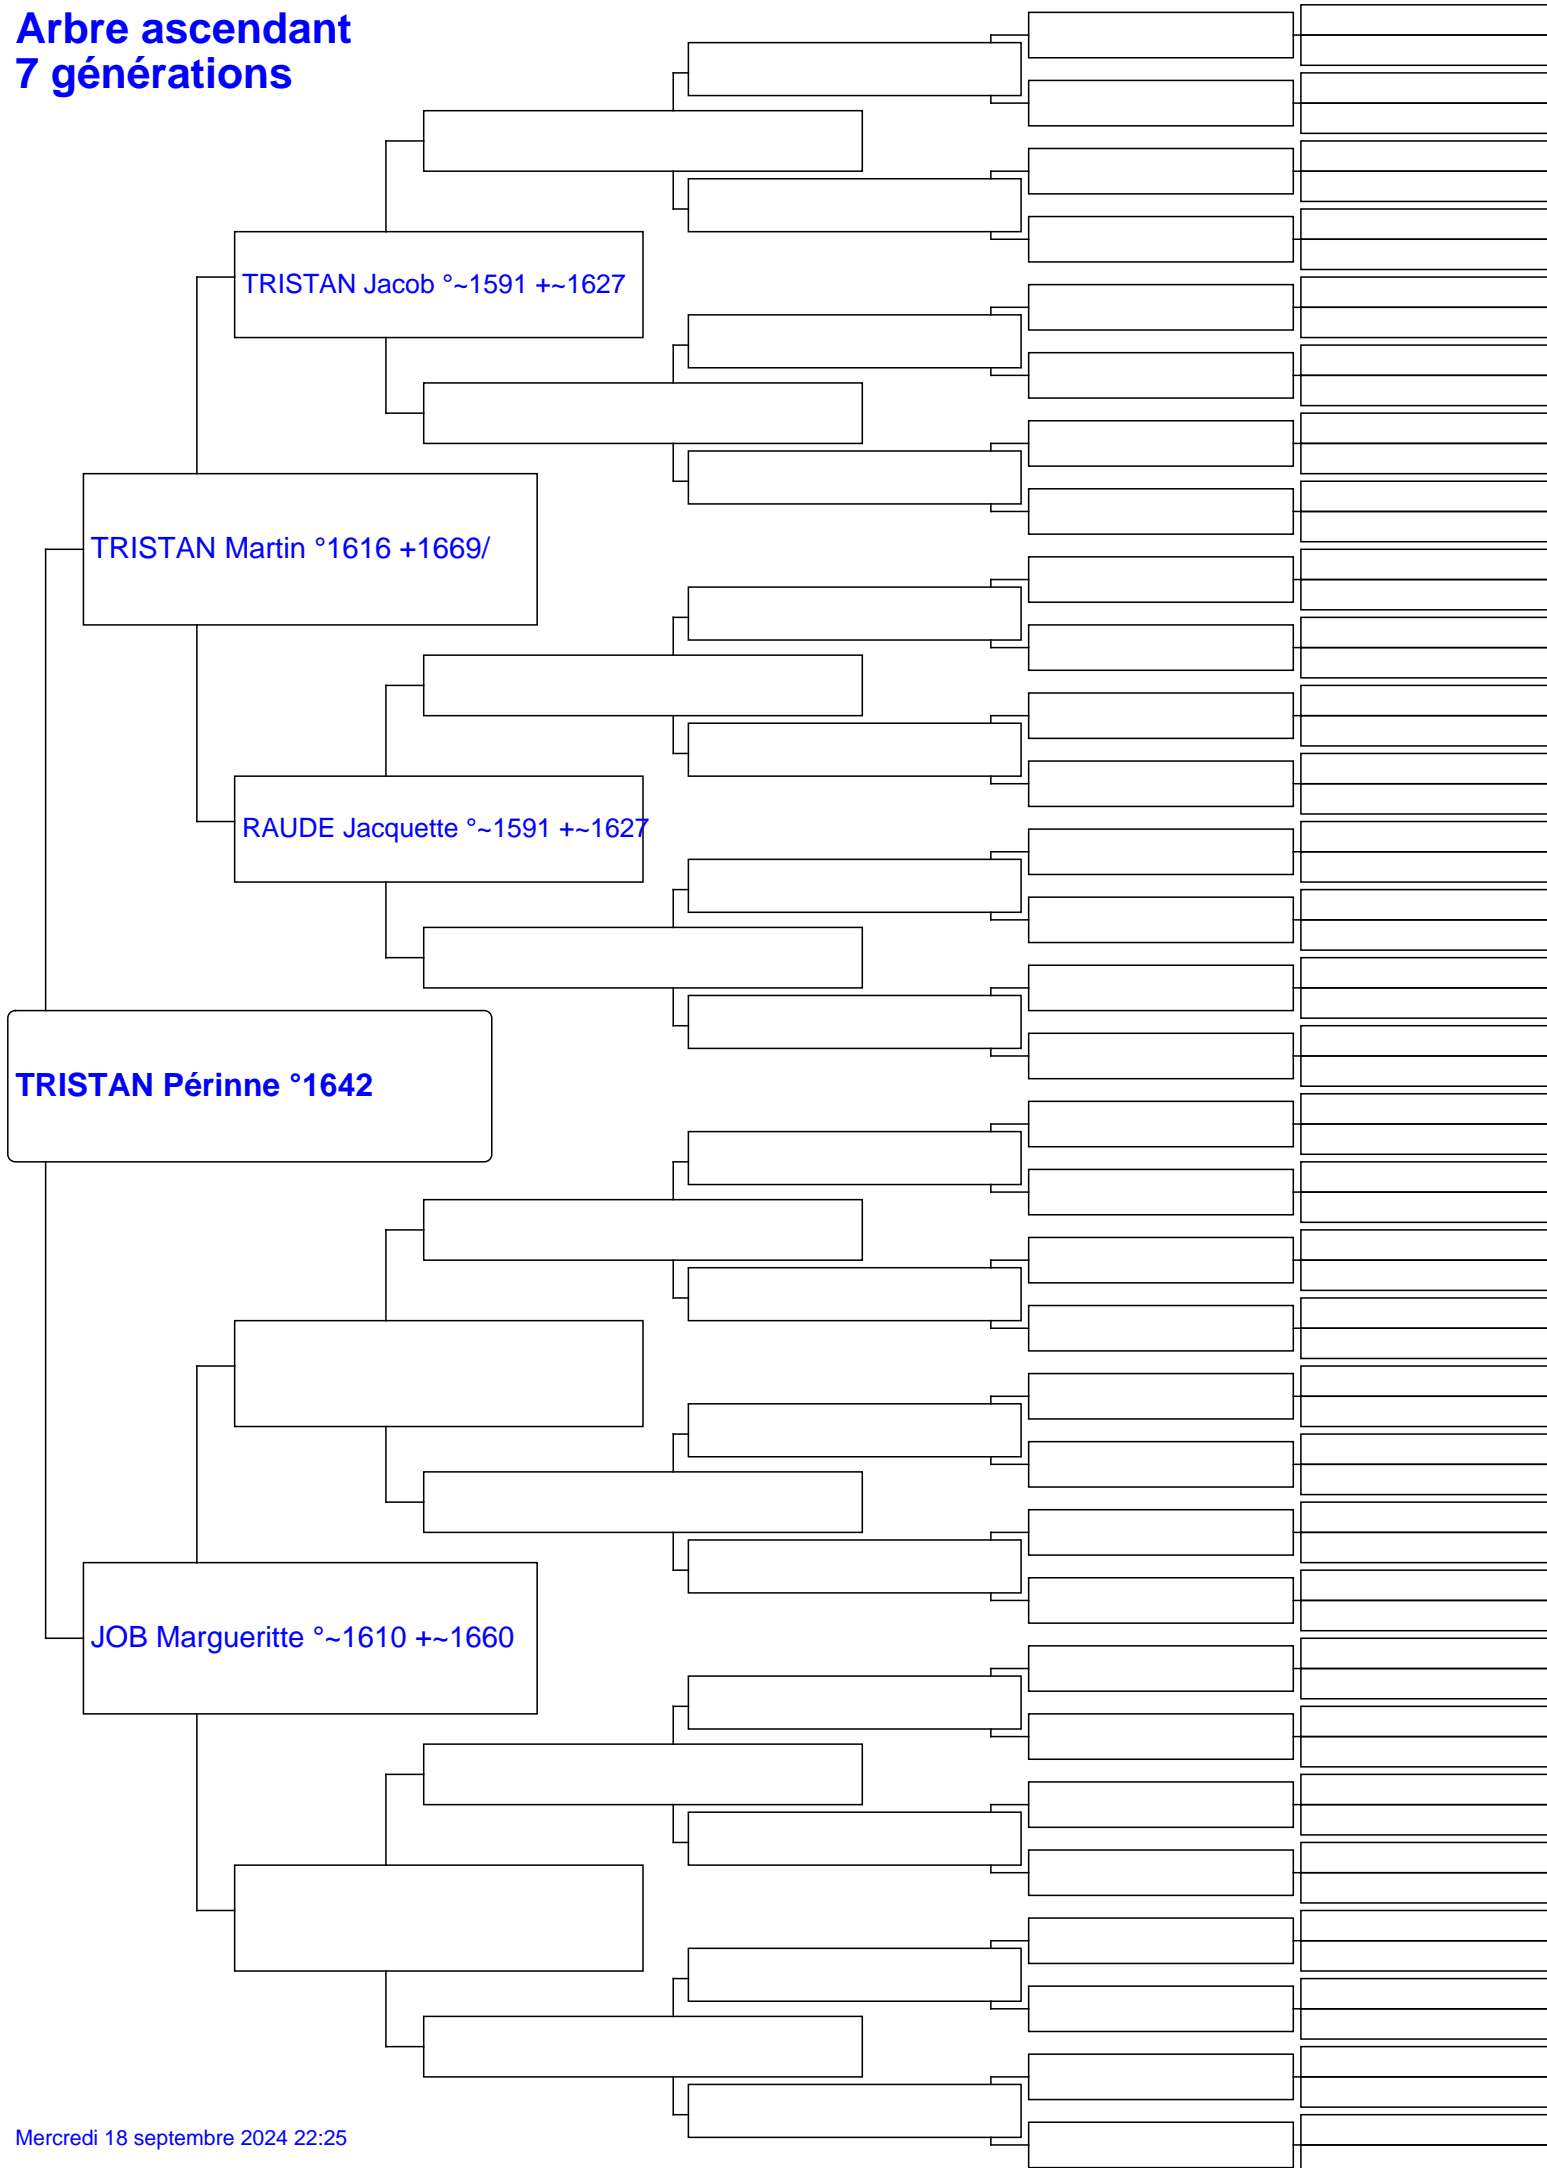 Arbre ascendant
7 générations
TRISTAN Jacob °~1591 +~1627
TRISTAN Martin °1616 +1669/
RAUDE Jacquette °~1591 +~1627
TRISTAN Périnne °1642
JOB Margueritte °~1610 +~1660
Mercredi 18 septembre 2024 22:25